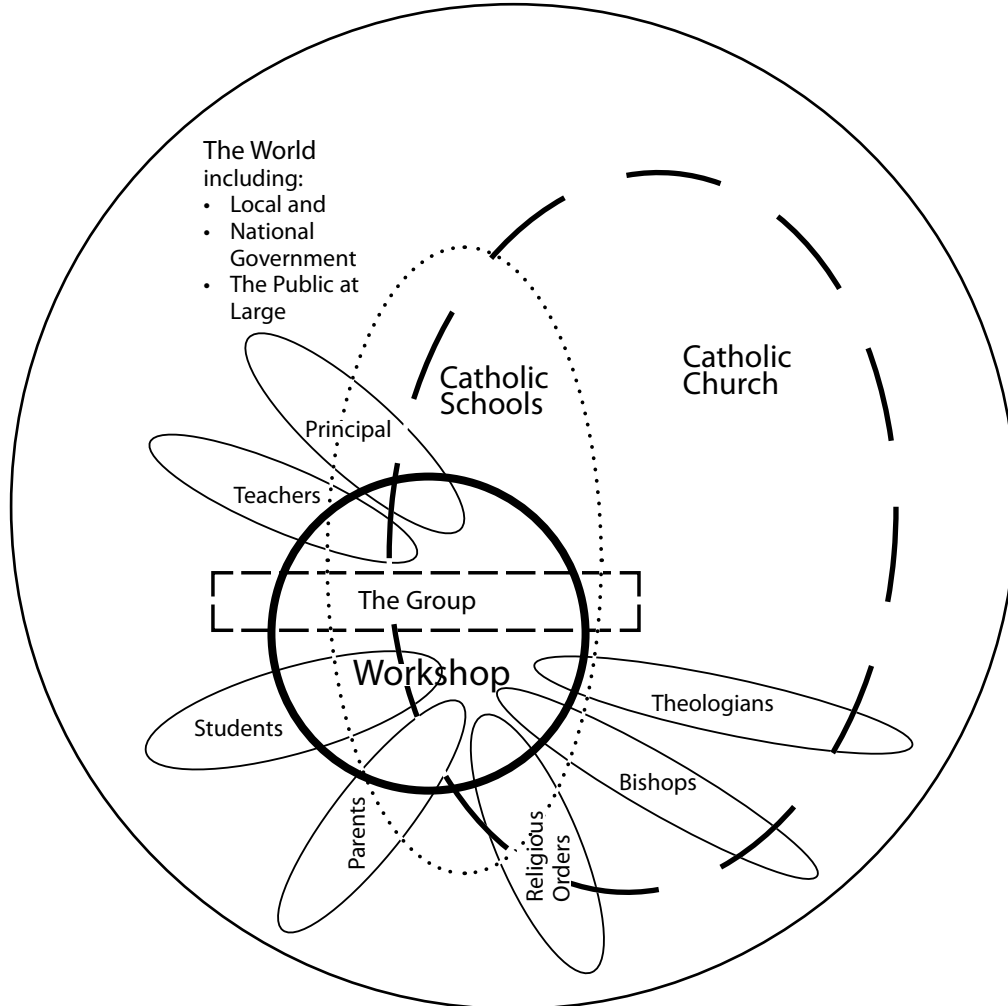 The World
including:
• Local and
• National
Government
• The Public at
Large
Catholic
Schools
Catholic
Church
Principal
Teachers
The Group
Workshop
Students
Parents
Religious
Orders
Bishops
Theologians